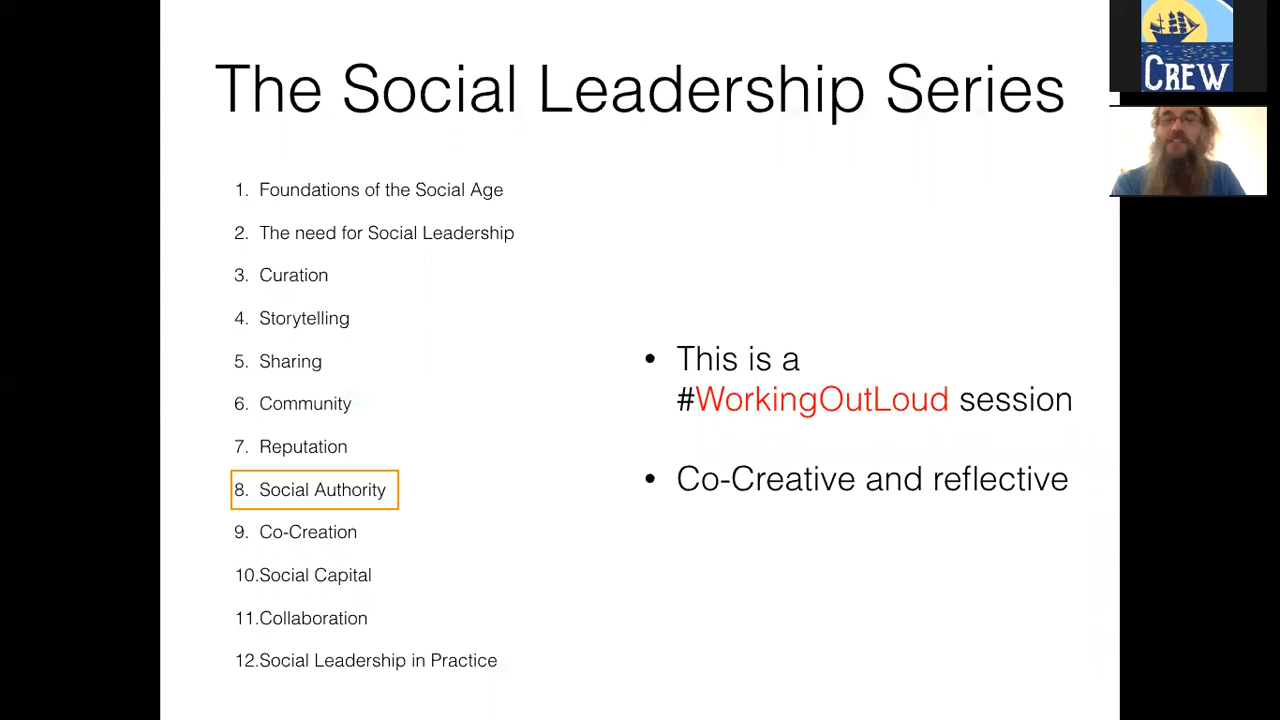 The Social Leadership Series
1. Foundations of the Social Age
2. The need for Social Leadership
3. Curation
4. Storytelling
5. Sharing
6. Community
7. Reputation
8. Social Authority
9. Co-Creation
10.Social Capital
11.Collaboration
12.Social Leadership in Practice
• This is a
#WorkingOutLoud session
• Co-Creative and reflective
CREW